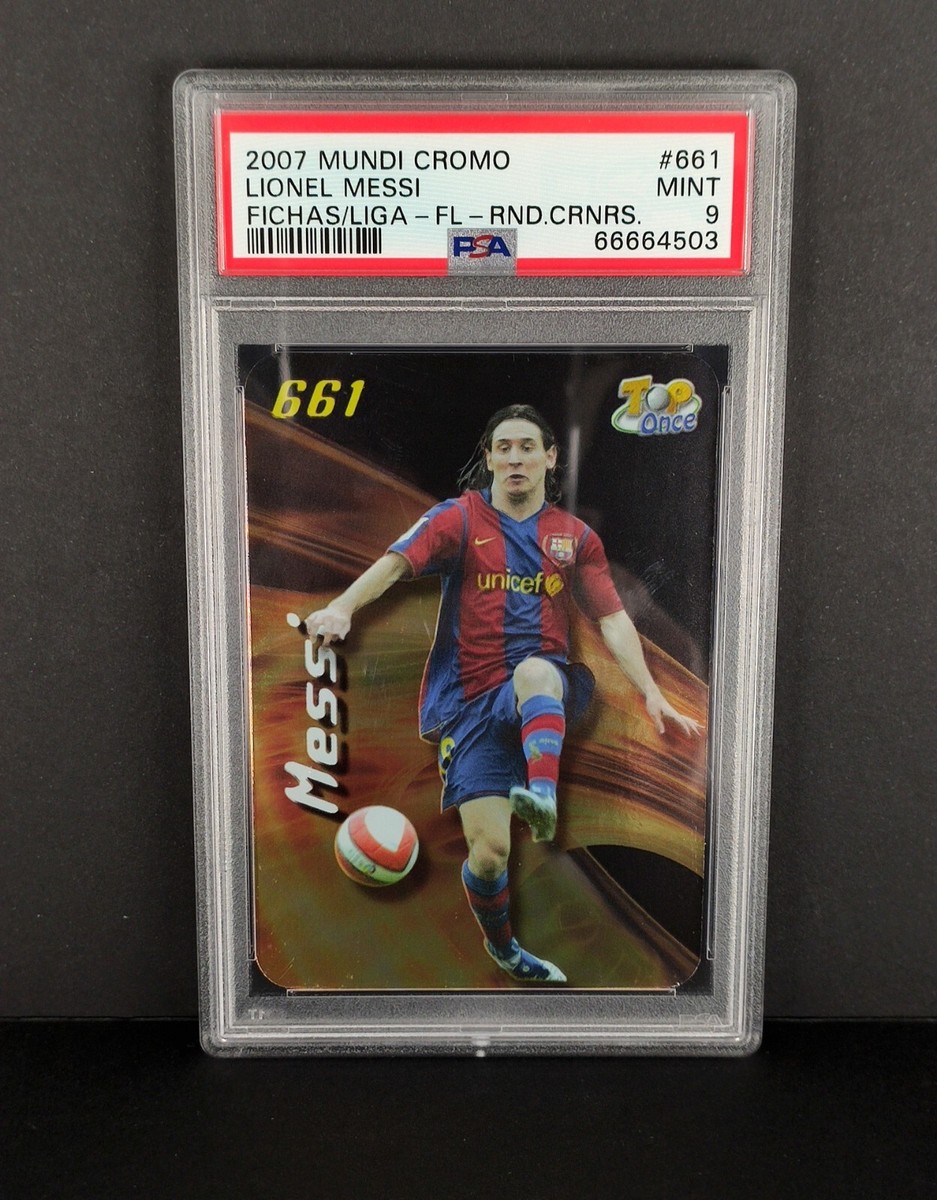 2007 MUNDI CROMO #661
LIONEL MESSI MINT
FICHAS/LIGA - FL - RND.CRNRS. 9
PSA 66664503
661
TOP
Once
unicef
Messi